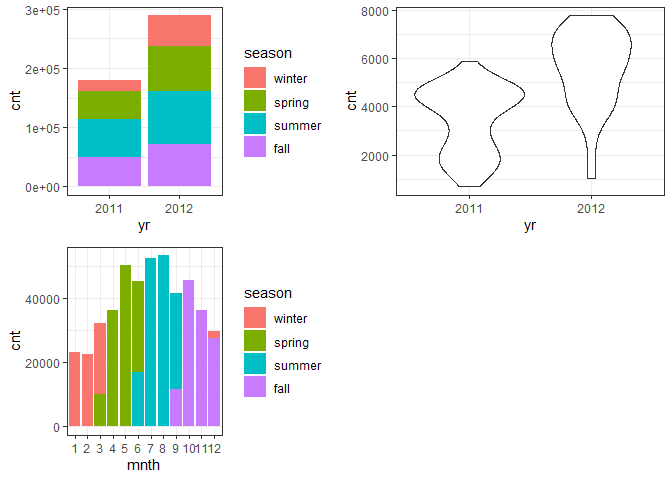 cnt
3e+05
2e+05
1e+05
0e+00
2011 2012
yr
season
winter
spring
summer
fall
cnt
8000
6000
4000
2000
2011 2012
yr
cnt
40000
20000
0
1 2 3 4 5 6 7 8 9 10 11 12
mnth
season
winter
spring
summer
fall